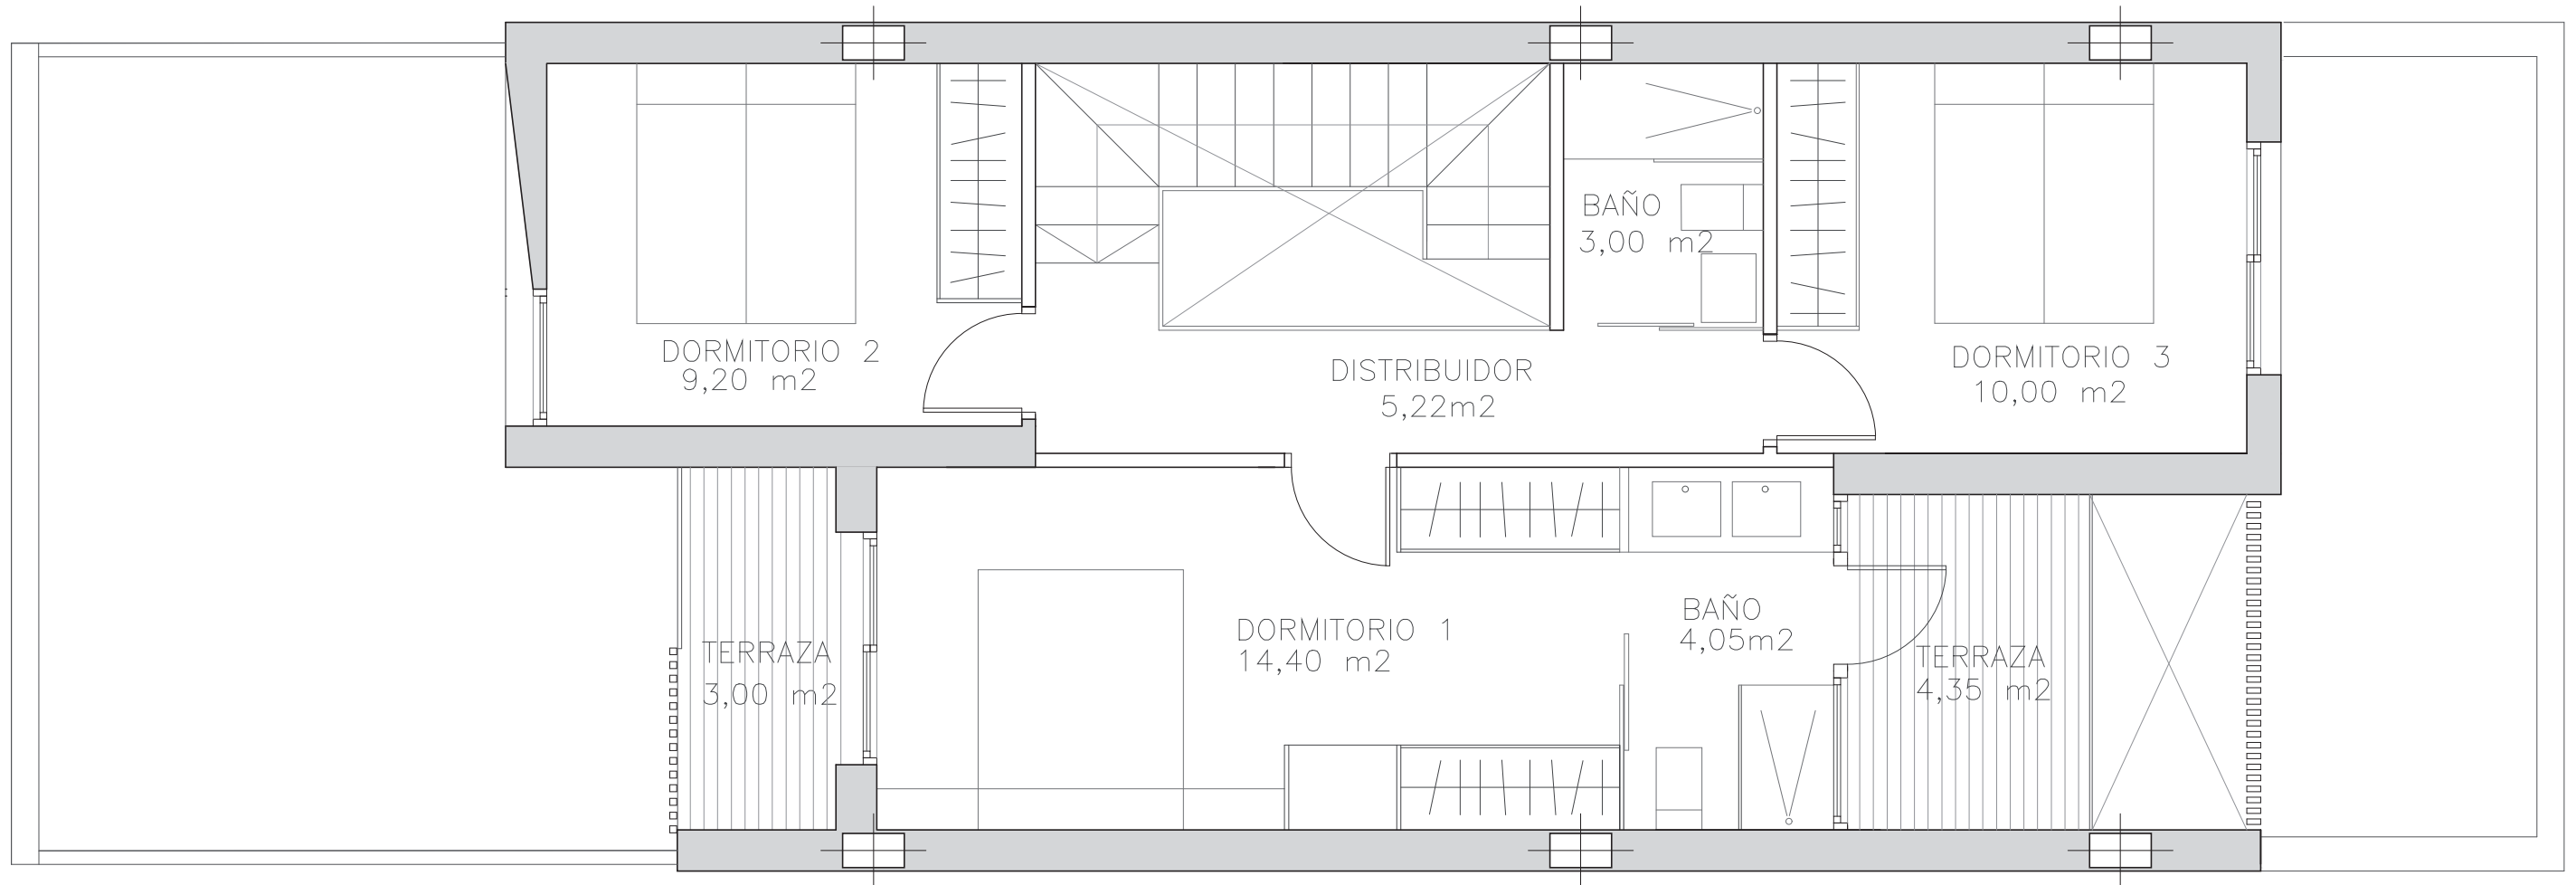 BAÑO
3,00 m2
DORMITORIO 2
9,20 m2
DISTRIBUIDOR
5,22m2
DORMITORIO 3
10,00 m2
TERRAZA
3,00 m2
DORMITORIO 1
14,40 m2
BAÑO
4,05m2
TERRAZA
4,35 m2